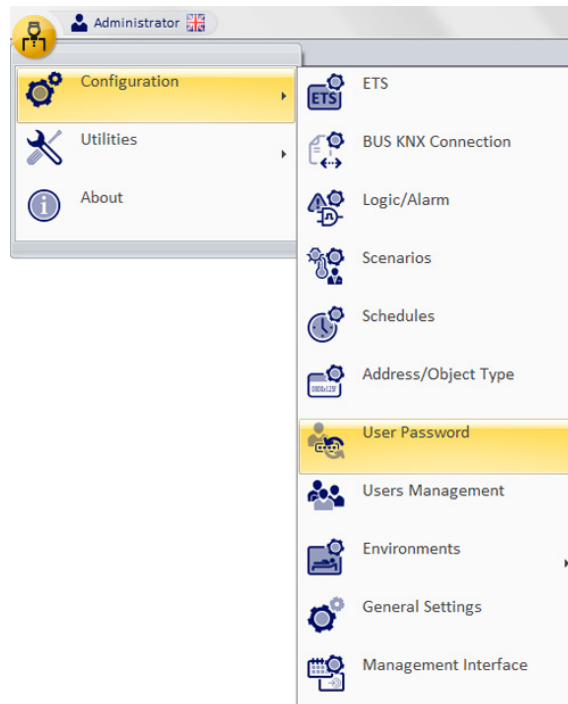 Administrator
Configuration
Utilities
About
ETS
ETS
BUS KNX Connection
Logic/Alarm
Scenarios
Schedules
Address/Object Type
User Password
Users Management
Environments
General Settings
Management Interface